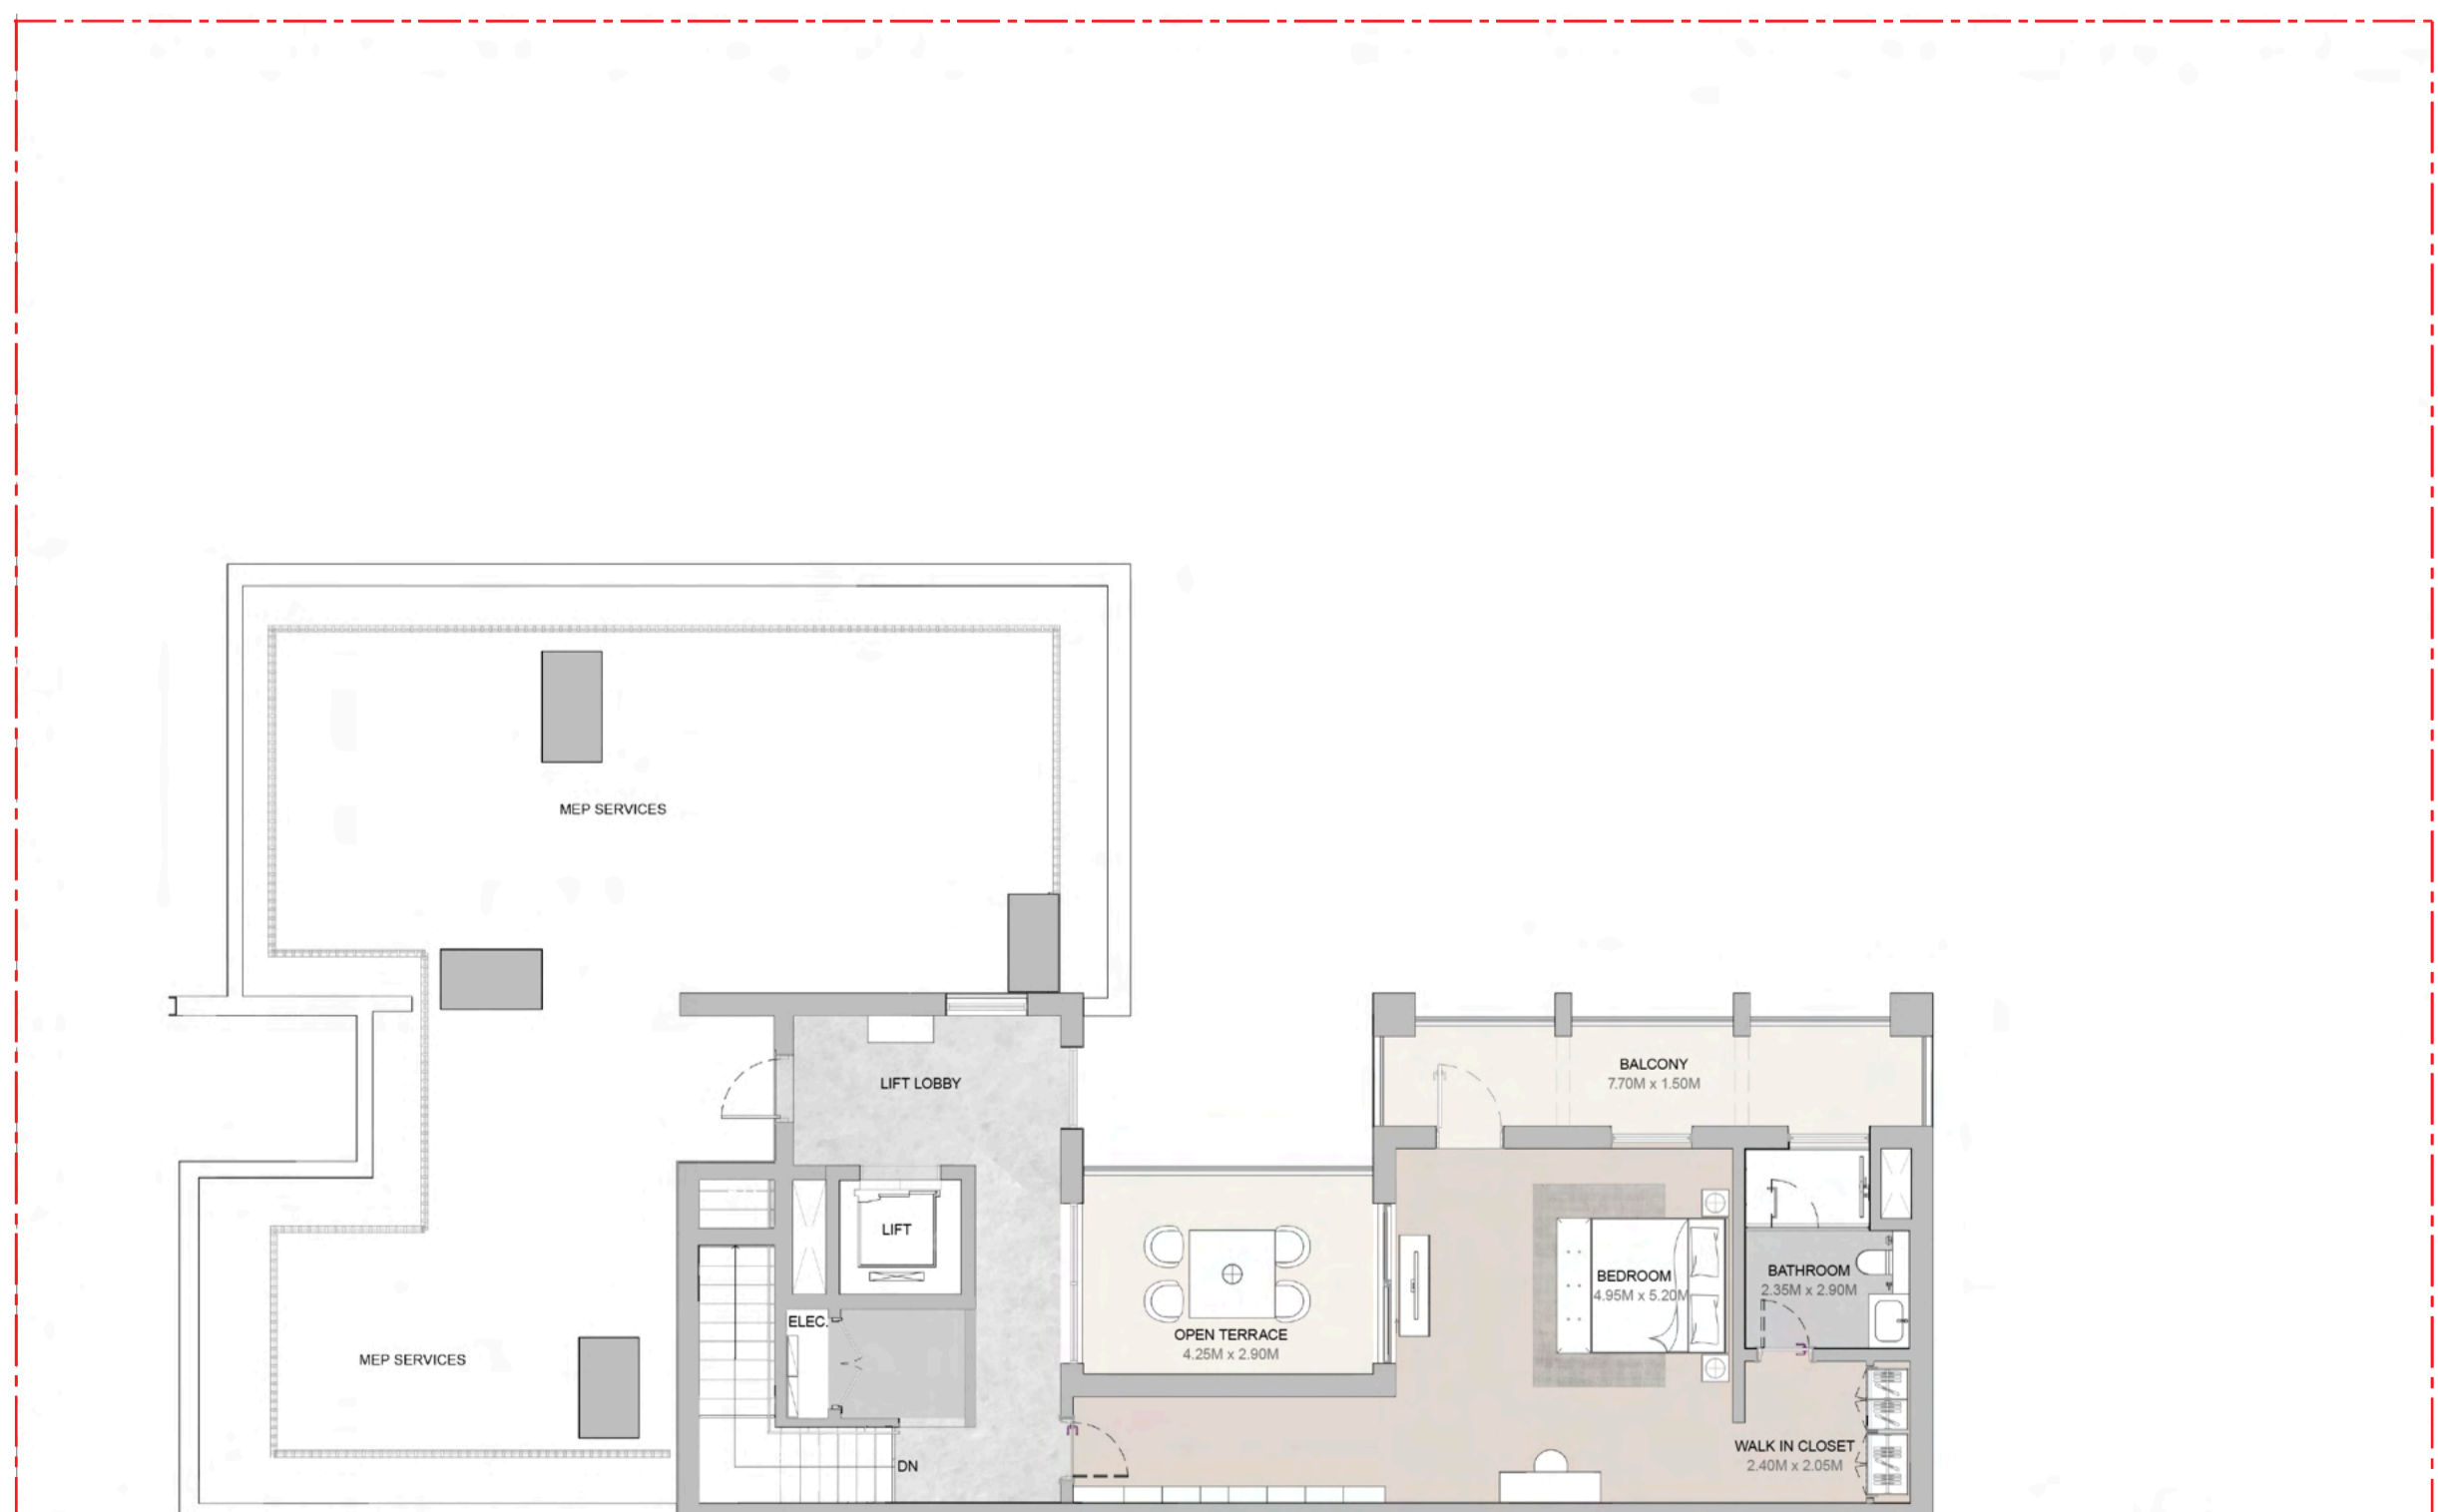 MEP SERVICES
LIFT LOBBY
BALCONY
7.70M x 1.50M
LIFT
BEDROOM
4.95M x 5.20M
BATHROOM
2.35M x 2.90M
ELEC.
OPEN TERRACE
4.25M x 2.90M
MEP SERVICES
WALK IN CLOSET
2.40M x 2.05M
DN